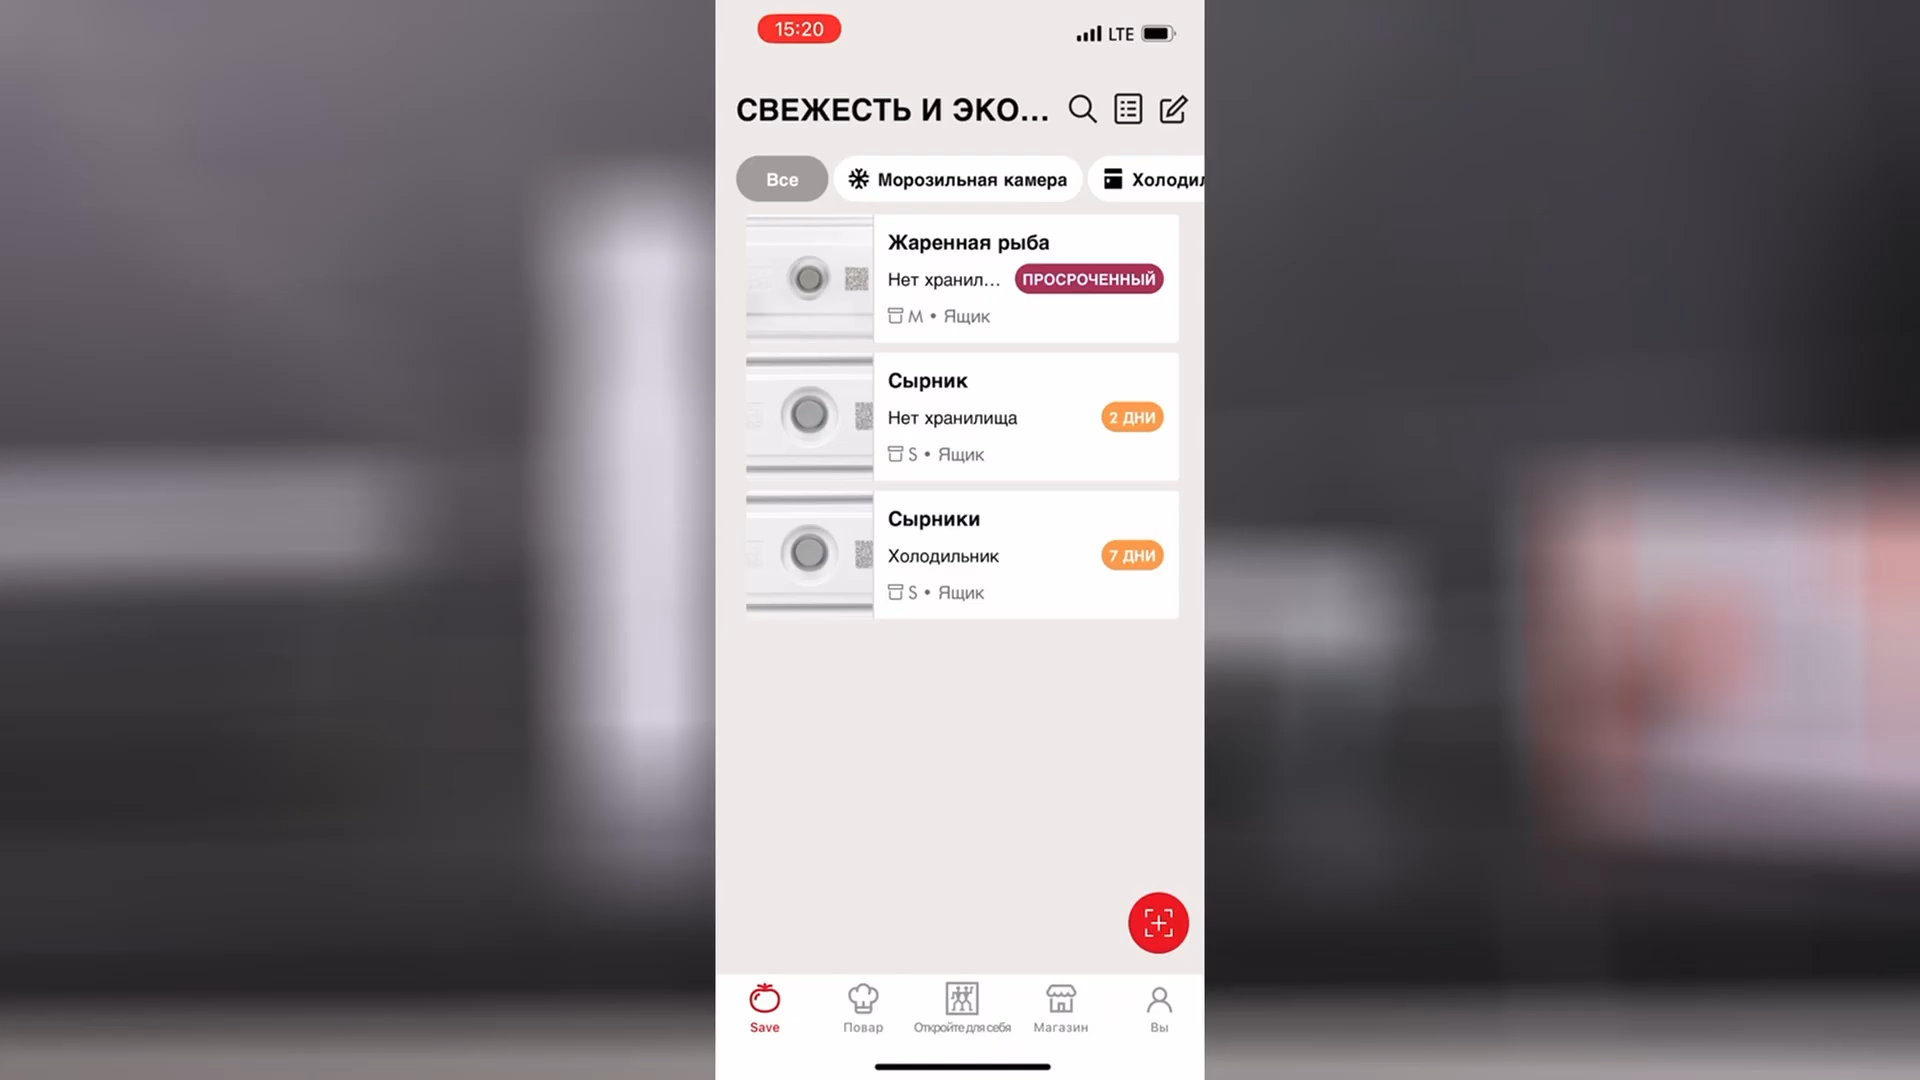 15:20
LTE
СВЕЖЕСТЬ И ЭКО...
Все
Морозильная камера
Холодил
Жаренная рыба
Нет хранил...
ПРОСРОЧЕННЫЙ
M • Ящик
Сырник
Нет хранилища
2 ДНИ
S • Ящик
Сырники
Холодильник
7 ДНИ
S • Ящик
Save
Повар
Откройте для себя
Магазин
Вы